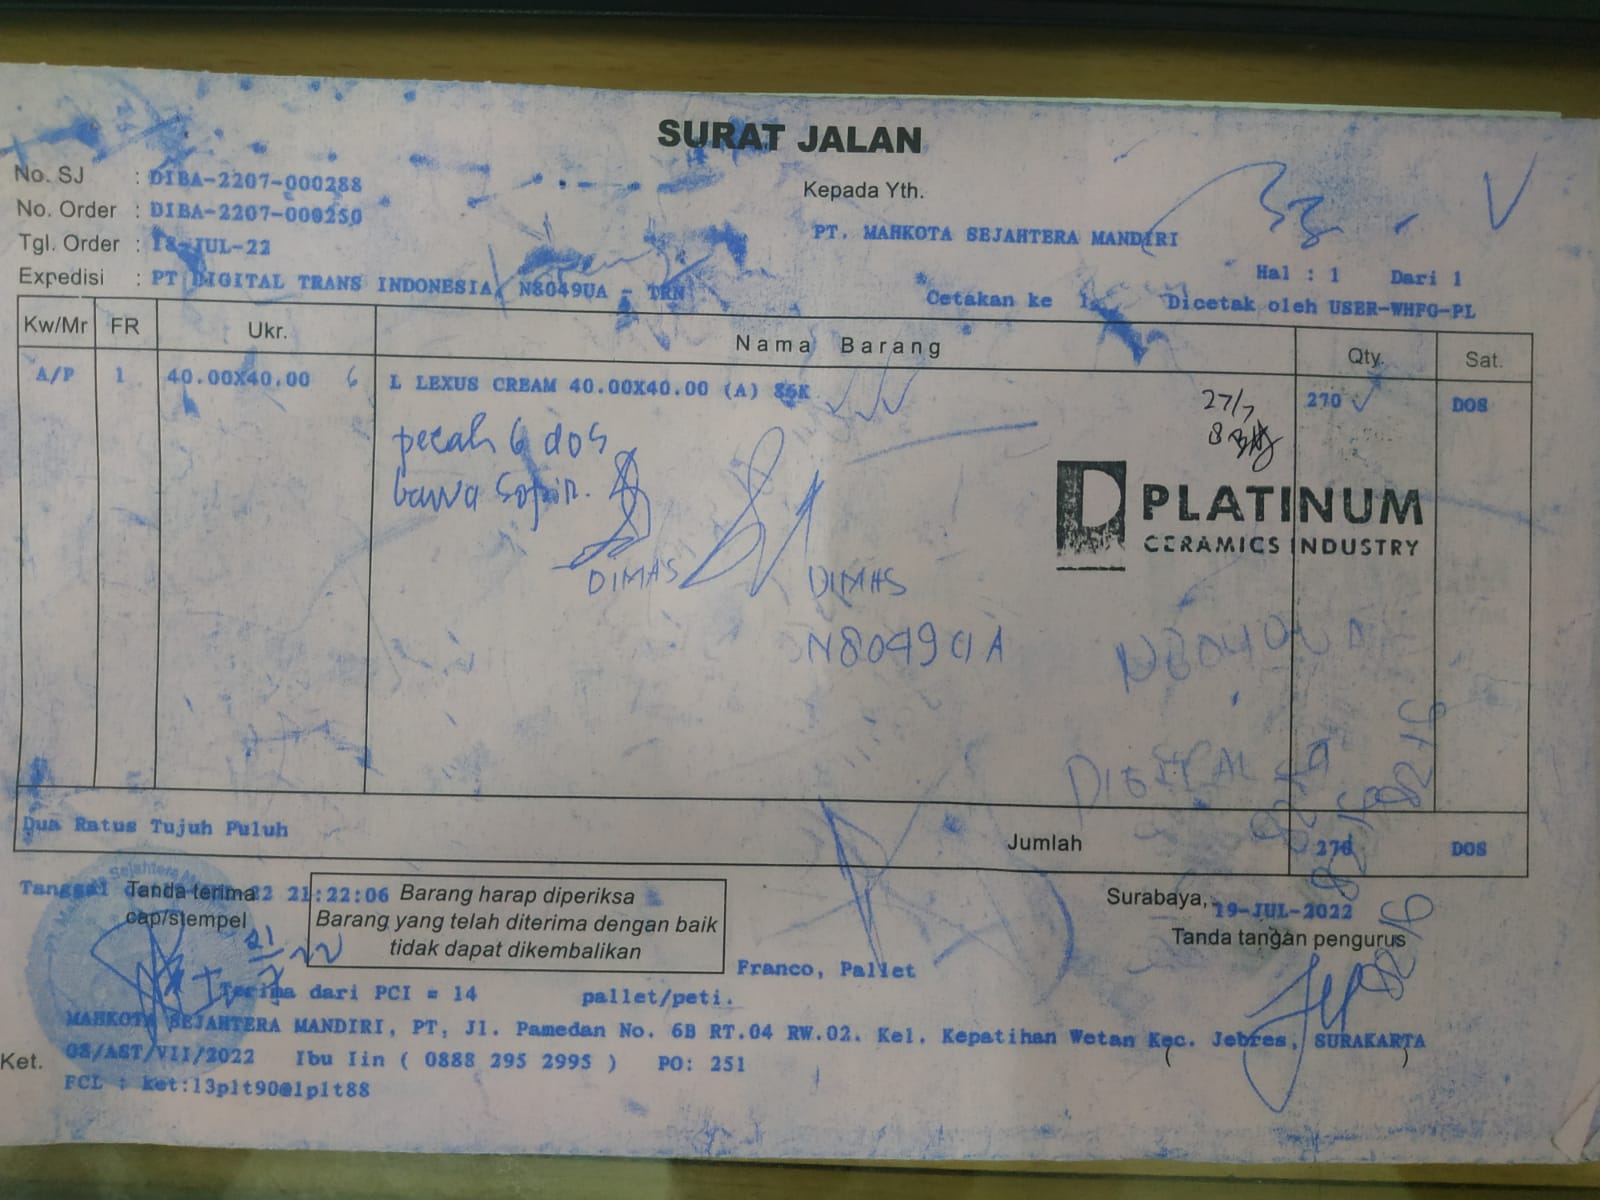 SURAT JALAN
No. SJ : DIBA-2207-000288
No. Order : DIBA-2207-000250
Tgl. Order : 18-JUL-22
Expedisi : PT DIGITAL TRANS INDONESIA, N8049UA - TRN
Kepada Yth.
PT. MAHKOTA SEJAHTERA MANDIRI
Hal : 1 Dari 1
Cetakan ke 1 Dicetak oleh USER-WHFG-PL
Kw/Mr FR Ukr. Nama Barang Qty. Sat.
A/P 1 40.00X40.00 6 L LEXUS CREAM 40.00X40.00 (A) 86K 270 DOS
27/7
pecah 6 dos
bawa Sopir.
PLATINUM
CERAMICS INDUSTRY
DIMAS DIMAS
N8049UA
N8049UA
DIGITAL
Dua Ratus Tujuh Puluh Jumlah 270 DOS
Tanggal 22 21:22:06
Tanda terima
cap/stempel
Barang harap diperiksa
Barang yang telah diterima dengan baik
tidak dapat dikembalikan
Surabaya, 19-JUL-2022
Tanda tangan pengurus
Franco, Pallet
Terima dari PCI = 14 pallet/peti.
MAHKOTA SEJAHTERA MANDIRI, PT, Jl. Pamedan No. 6B RT.04 RW.02. Kel. Kepatihan Wetan Kec. Jebres, SURAKARTA
Ket. 08/AST/VII/2022 Ibu Iin ( 0888 295 2995 ) PO: 251
FCL : ket:13plt90@1plt88